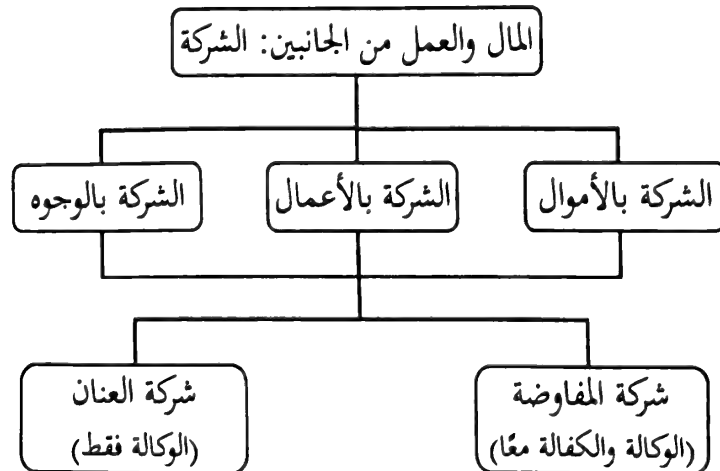 المال والعمل من الجانبين: الشركة
الشركة بالأموال
الشركة بالأعمال
الشركة بالوجوه
شركة المفاوضة
(الوكالة والكفالة معًا)
شركة العنان
(الوكالة فقط)